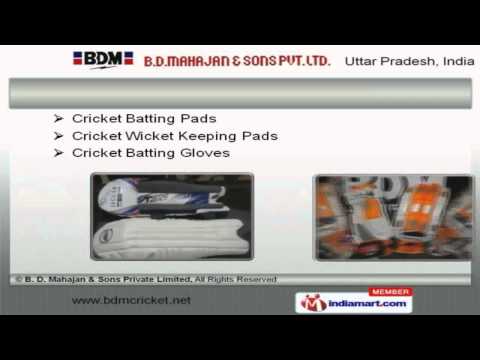 BDM B.D.MAHAJAN & SONS PVT. LTD. Uttar Pradesh, India
Cricket Batting Pads
Cricket Wicket Keeping Pads
Cricket Batting Gloves
© B. D. Mahajan & Sons Private Limited, All Rights Reserved
MEMBER
www.bdmcricket.net
M indiamart.com